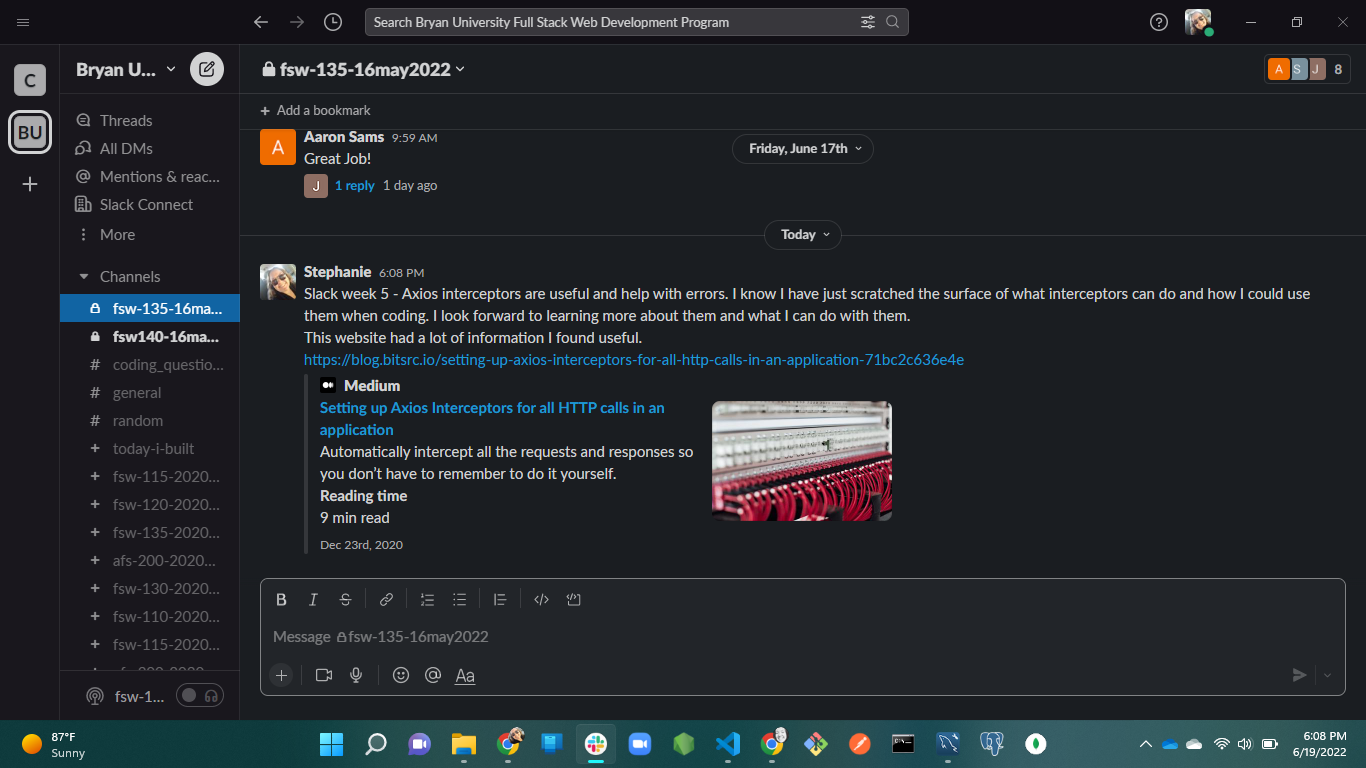 Search Bryan University Full Stack Web Development Program
C
BU
Bryan U...
Threads
All DMs
Mentions & reac...
Slack Connect
More
Channels
fsw-135-16ma...
fsw140-16ma...
# coding_questio...
# general
# random
+ today-i-built
+ fsw-115-2020...
+ fsw-120-2020...
+ fsw-135-2020...
+ afs-200-2020...
+ fsw-130-2020...
+ fsw-110-2020...
+ fsw-115-2020...
fsw-1...
fsw-135-16may2022
A S J 8
+ Add a bookmark
A
Aaron Sams 9:59 AM
Great Job!
J 1 reply 1 day ago
Friday, June 17th
Today
Stephanie 6:08 PM
Slack week 5 - Axios interceptors are useful and help with errors. I know I have just scratched the surface of what interceptors can do and how I could use
them when coding. I look forward to learning more about them and what I can do with them.
This website had a lot of information I found useful.
https://blog.bitsrc.io/setting-up-axios-interceptors-for-all-http-calls-in-an-application-71bc2c636e4e
Medium
Setting up Axios Interceptors for all HTTP calls in an
application
Automatically intercept all the requests and responses so
you don’t have to remember to do it yourself.
Reading time
9 min read
Dec 23rd, 2020
B I S
Message fsw-135-16may2022
Aa
87°F
Sunny
6:08 PM
6/19/2022